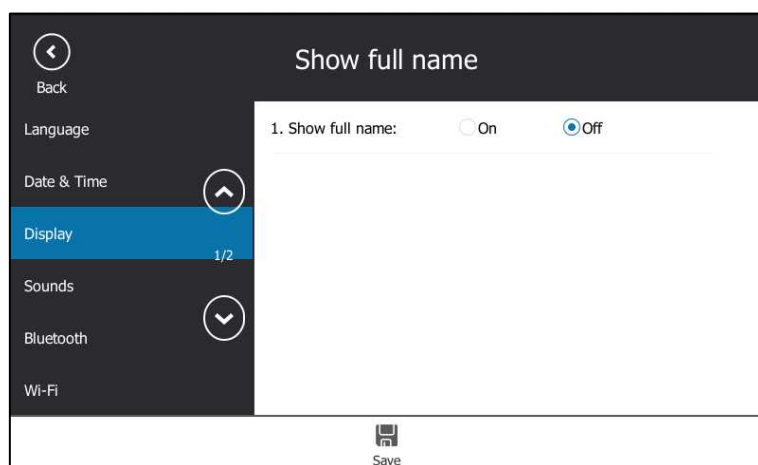 Show full name
Back
Language
Date & Time
Display
1/2
Sounds
Bluetooth
Wi-Fi
1. Show full name: On Off
Save